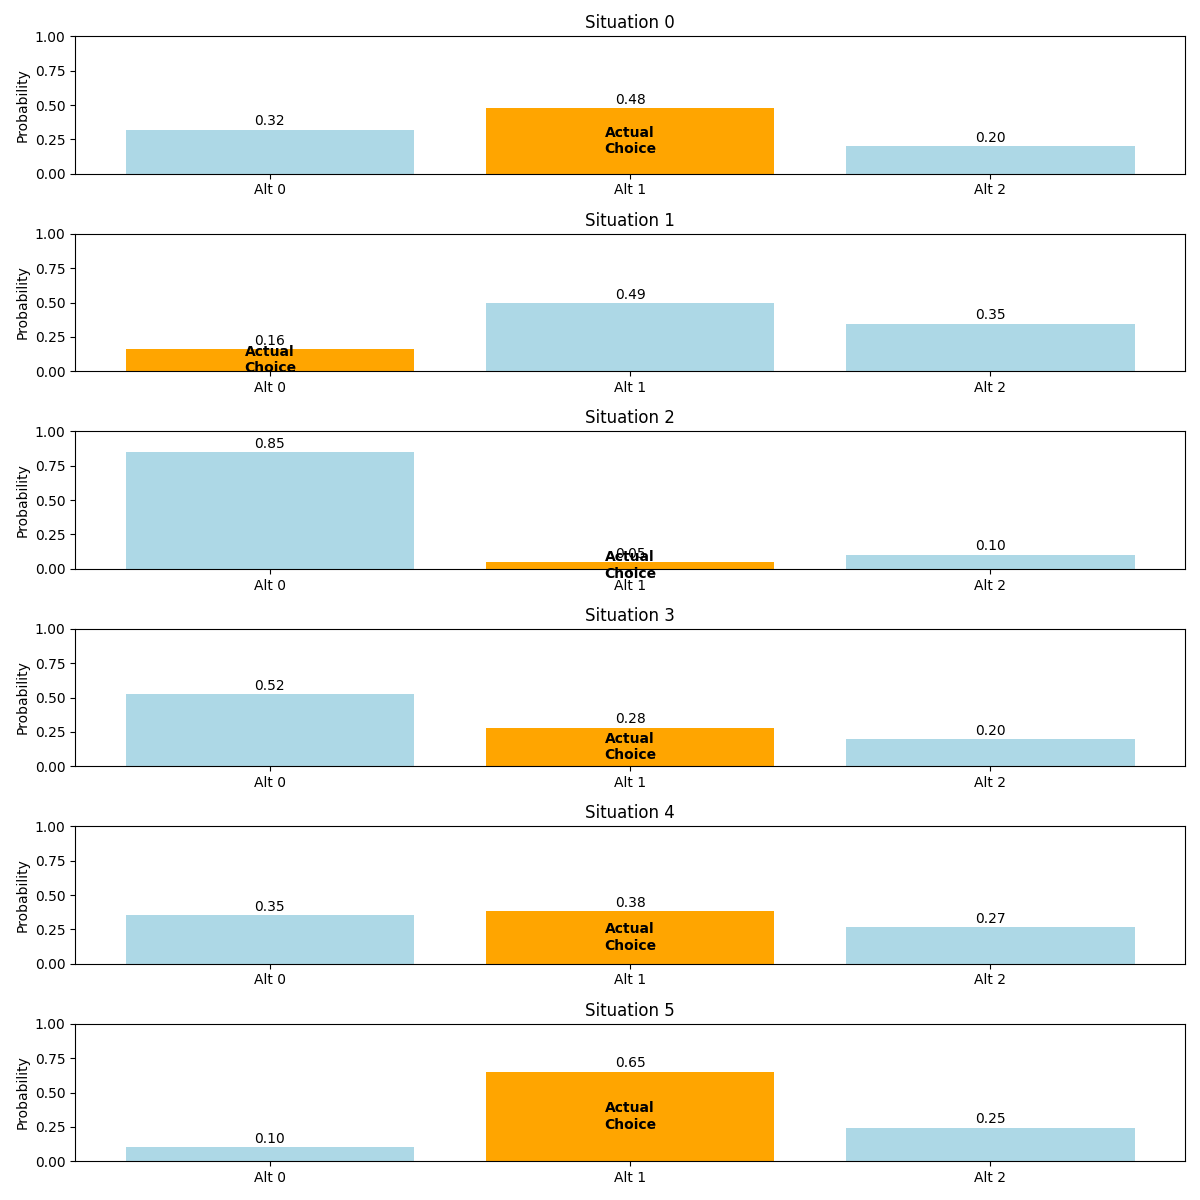 Situation 0
1.00
0.75
0.50
0.25
0.00
Probability
0.32
0.48
0.20
Actual
Choice
Alt 0
Alt 1
Alt 2
Situation 1
1.00
0.75
0.50
0.25
0.00
Probability
0.16
0.49
0.35
Actual
Choice
Alt 0
Alt 1
Alt 2
Situation 2
1.00
0.75
0.50
0.25
0.00
Probability
0.85
0.05
0.10
Actual
Choice
Alt 0
Alt 1
Alt 2
Situation 3
1.00
0.75
0.50
0.25
0.00
Probability
0.52
0.28
0.20
Actual
Choice
Alt 0
Alt 1
Alt 2
Situation 4
1.00
0.75
0.50
0.25
0.00
Probability
0.35
0.38
0.27
Actual
Choice
Alt 0
Alt 1
Alt 2
Situation 5
1.00
0.75
0.50
0.25
0.00
Probability
0.10
0.65
0.25
Actual
Choice
Alt 0
Alt 1
Alt 2